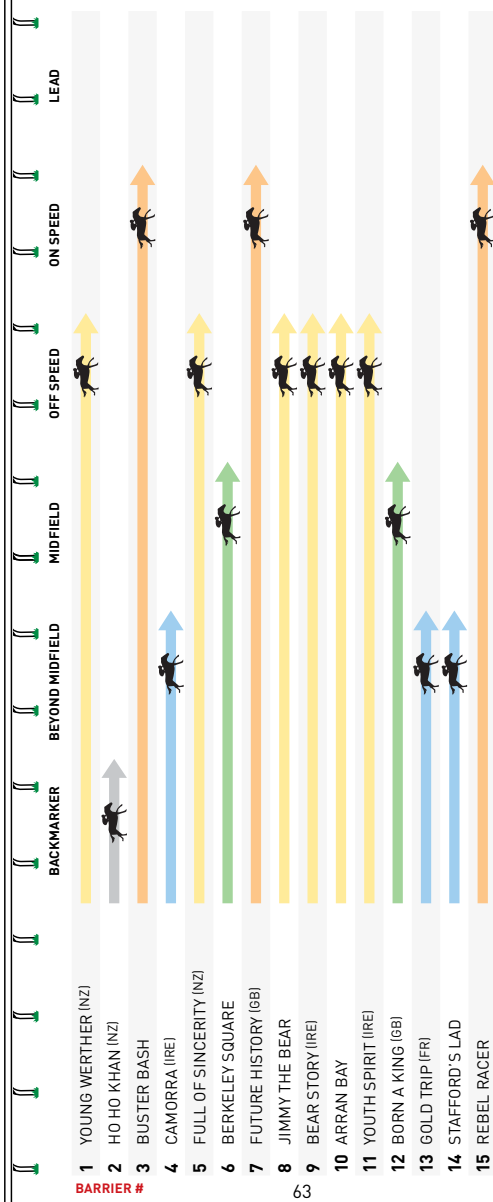 LEAD
ON SPEED
OFF SPEED
MIDFIELD
BEYOND MIDFIELD
BACKMARKER
1 YOUNG WERTHER (NZ)
2 HO HO KHAN (NZ)
3 BUSTER BASH
4 CAMORRA (IRE)
5 FULL OF SINCERITY (NZ)
6 BERKELEY SQUARE
7 FUTURE HISTORY (GB)
8 JIMMY THE BEAR
9 BEAR STORY (IRE)
10 ARRAN BAY
11 YOUTH SPIRIT (IRE)
12 BORN A KING (GB)
13 GOLD TRIP (FR)
14 STAFFORD'S LAD
15 REBEL RACER
BARRIER #
63